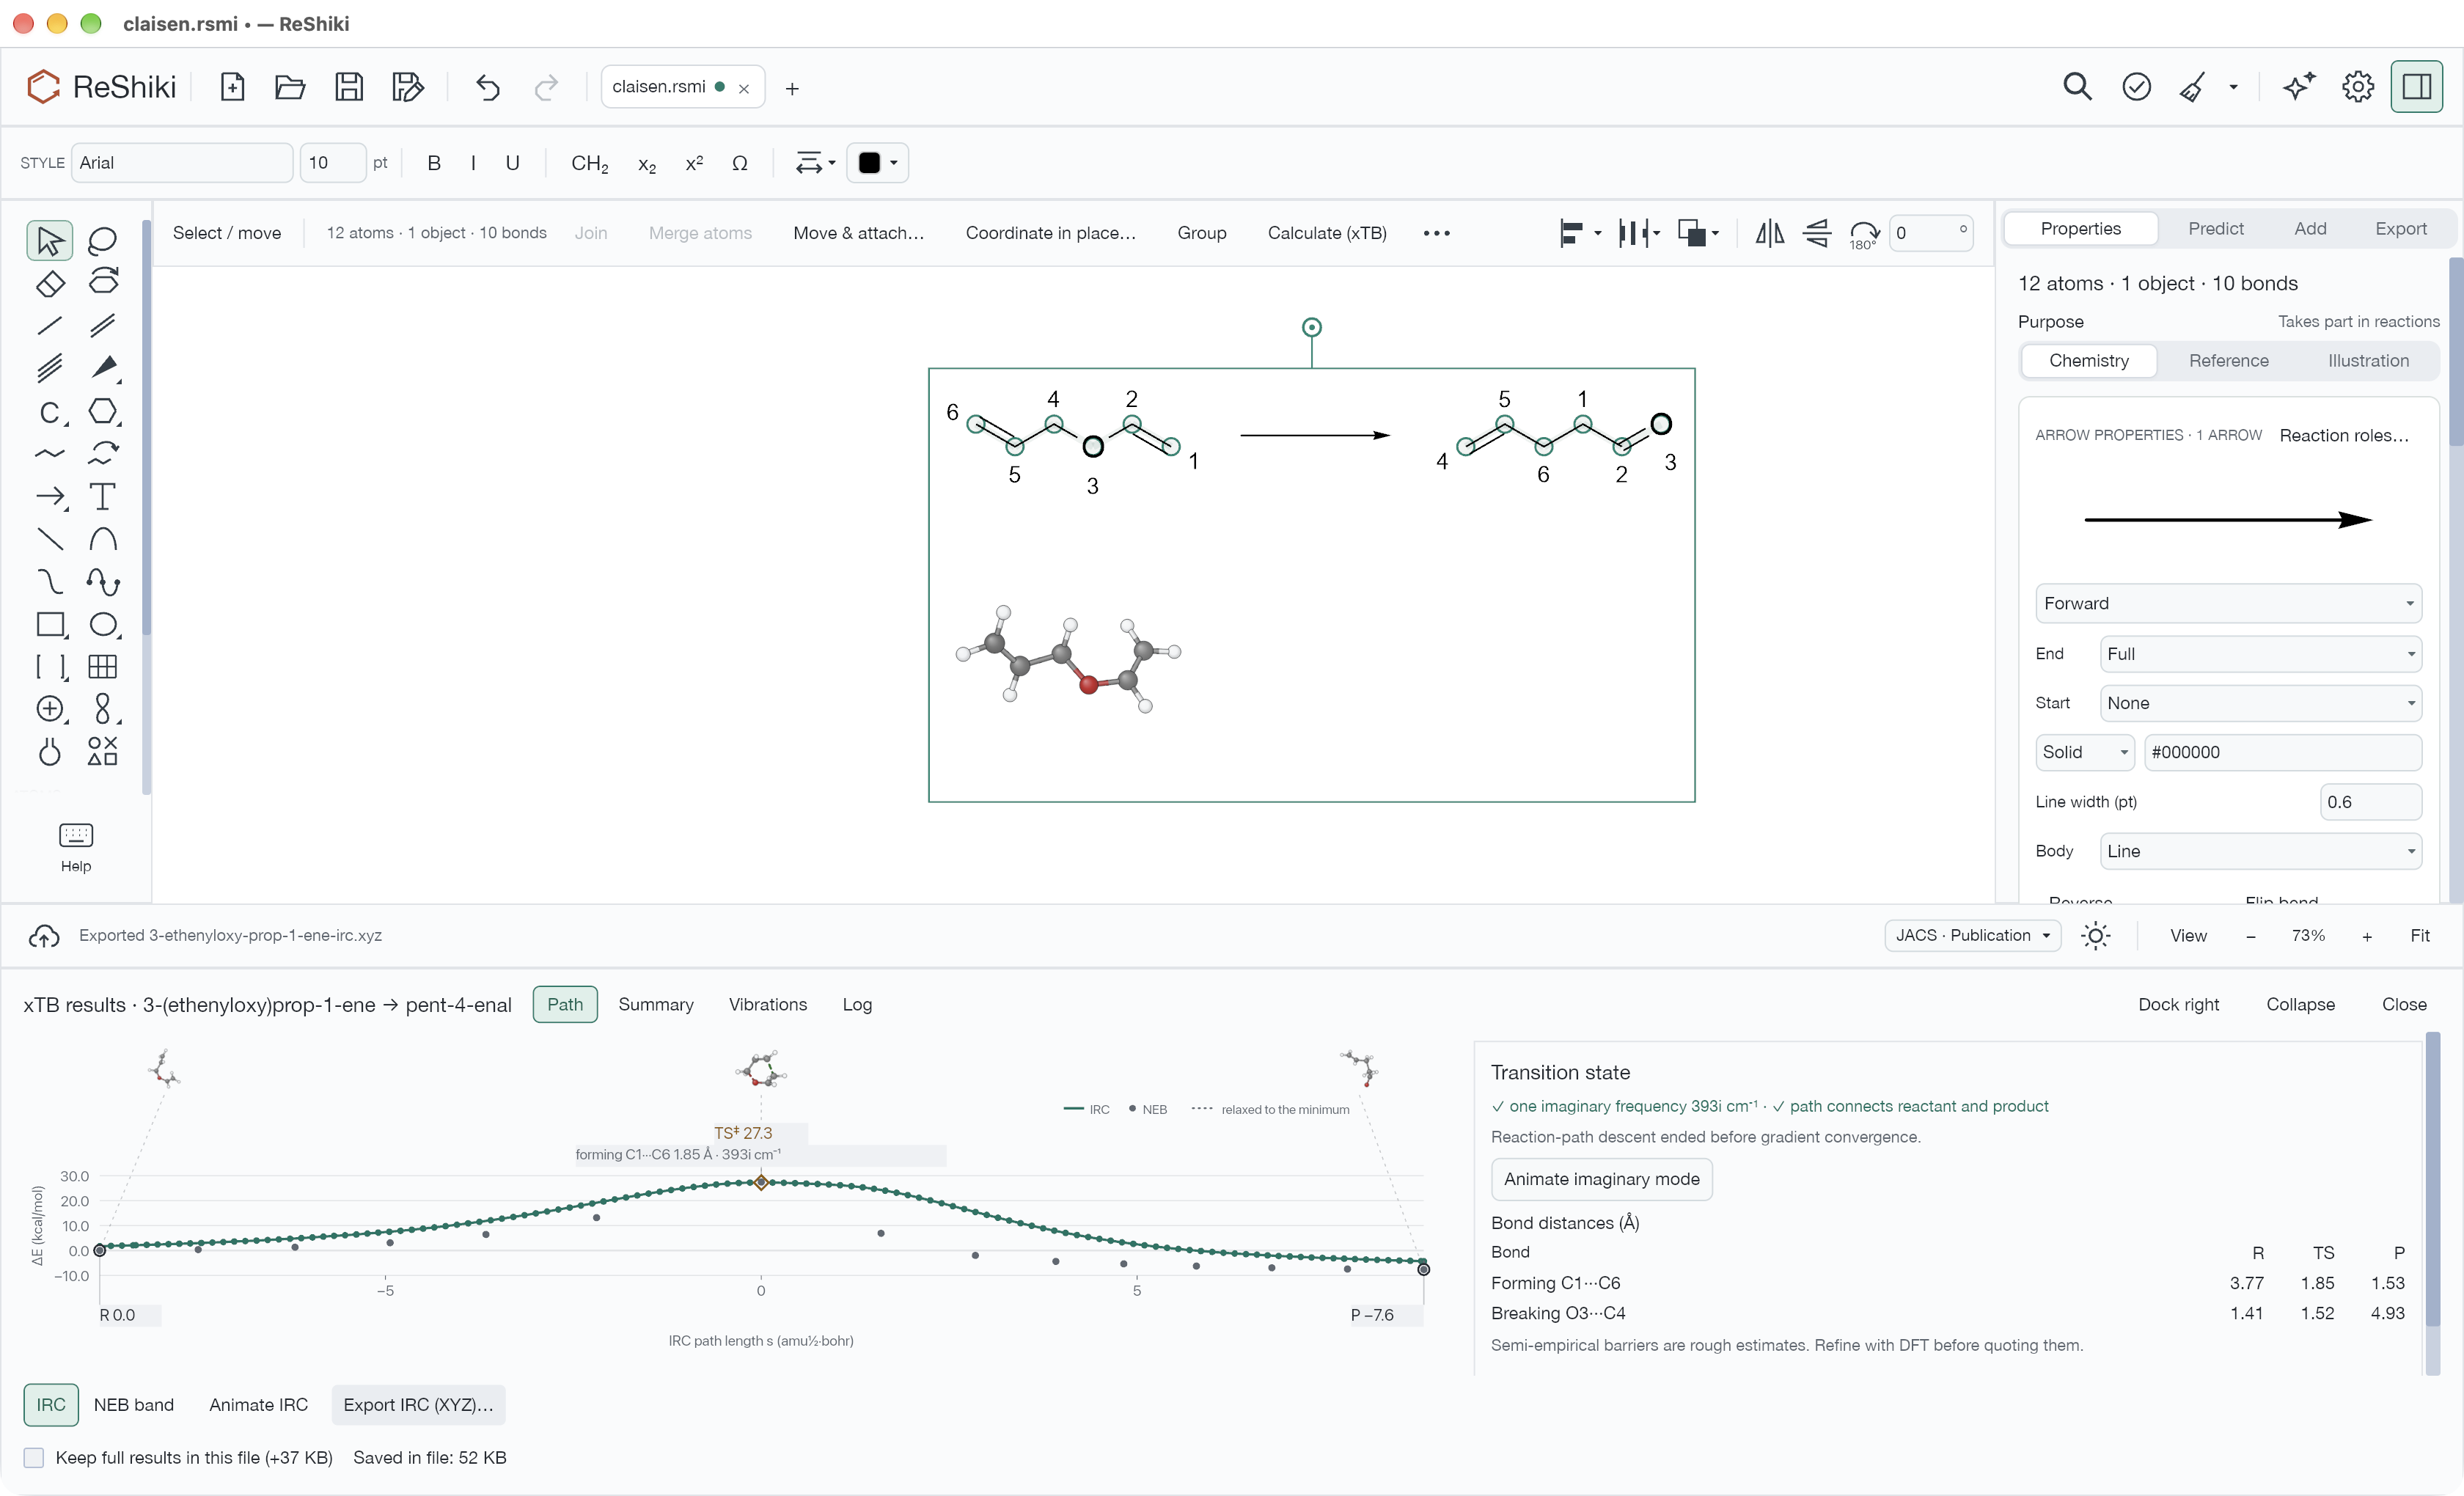 claisen.rsmi • — ReShiki
ReShiki
claisen.rsmi
STYLE Arial 10 pt B I U CH₂ x₂ x² Ω
Select / move 12 atoms · 1 object · 10 bonds Join Merge atoms Move & attach... Coordinate in place... Group Calculate (xTB) ••• 180° 0 °
C
T
Help
6 4 2 5 3 1
5 1 4 6 2 3
Properties Predict Add Export
12 atoms · 1 object · 10 bonds
Purpose Takes part in reactions
Chemistry Reference Illustration
ARROW PROPERTIES · 1 ARROW Reaction roles...
Forward
End Full
Start None
Solid #000000
Line width (pt) 0.6
Body Line
Reverse Flip bend
Exported 3-ethenyloxy-prop-1-ene-irc.xyz JACS · Publication View − 73% + Fit
xTB results · 3-(ethenyloxy)prop-1-ene → pent-4-enal Path Summary Vibrations Log Dock right Collapse Close
IRC NEB relaxed to the minimum
TS‡ 27.3
forming C1···C6 1.85 Å · 393i cm⁻¹
ΔE (kcal/mol)
30.0
20.0
10.0
0.0
−10.0
−5 0 5
R 0.0 P −7.6
IRC path length s (amu½·bohr)
Transition state
✓ one imaginary frequency 393i cm⁻¹ · ✓ path connects reactant and product
Reaction-path descent ended before gradient convergence.
Animate imaginary mode
Bond distances (Å)
Bond R TS P
Forming C1···C6 3.77 1.85 1.53
Breaking O3···C4 1.41 1.52 4.93
Semi-empirical barriers are rough estimates. Refine with DFT before quoting them.
IRC NEB band Animate IRC Export IRC (XYZ)...
Keep full results in this file (+37 KB) Saved in file: 52 KB